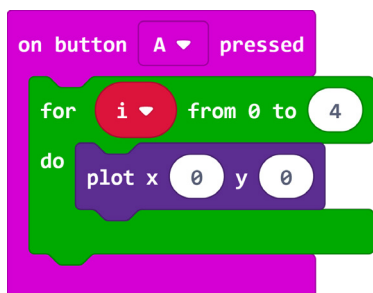 on button A pressed
for i from 0 to 4
do
plot x 0 y 0